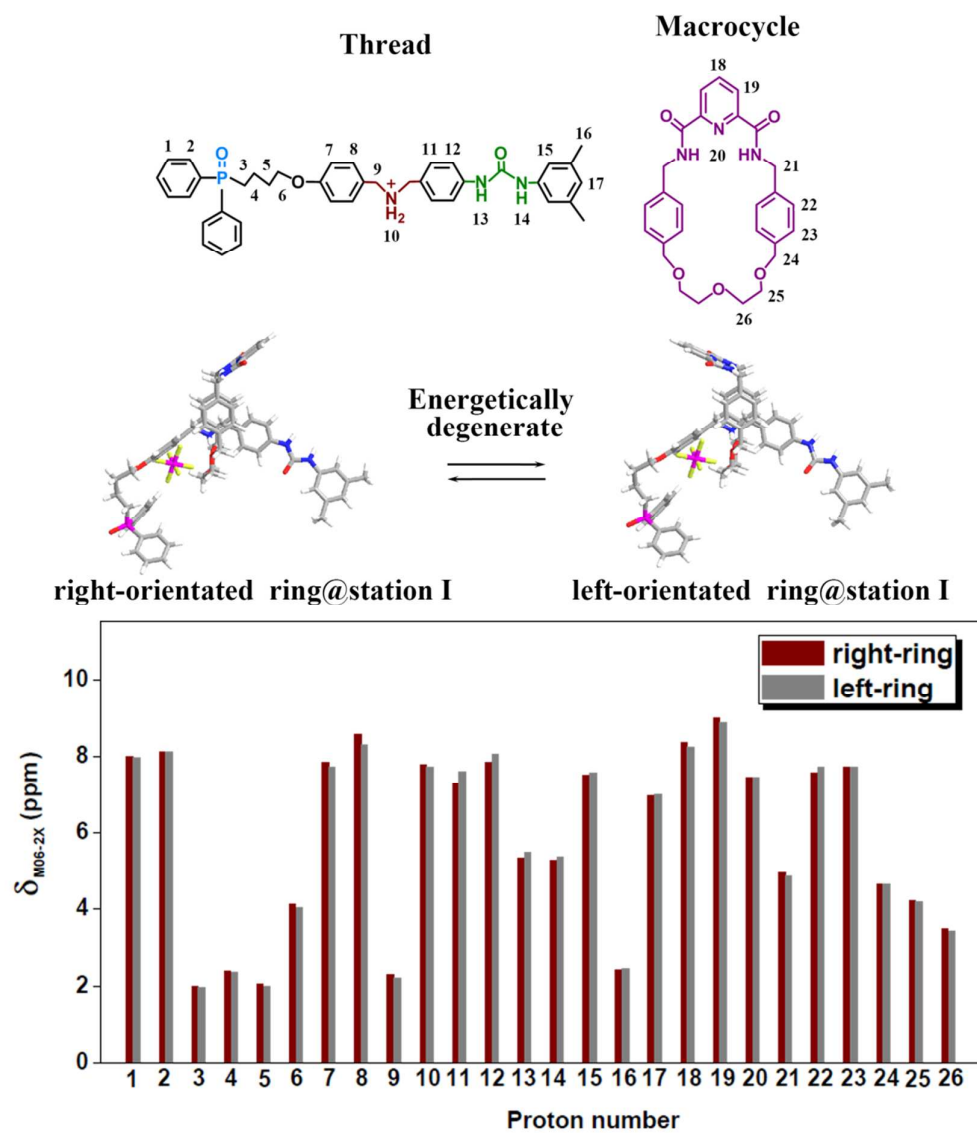 Thread
Macrocycle
18
19
O
N
O
NH
20
HN
21
22
23
24
O
O
O
25
26
1
2
O
P
3
4
5
6
O
7
8
9
+
N
H2
10
11
12
N
H
13
O
N
H
14
15
16
17
Energetically
degenerate
right-orientated ring@station I
left-orientated ring@station I
right-ring
left-ring
δM06-2X (ppm)
10
8
6
4
2
0
1 2 3 4 5 6 7 8 9 10 11 12 13 14 15 16 17 18 19 20 21 22 23 24 25 26
Proton number